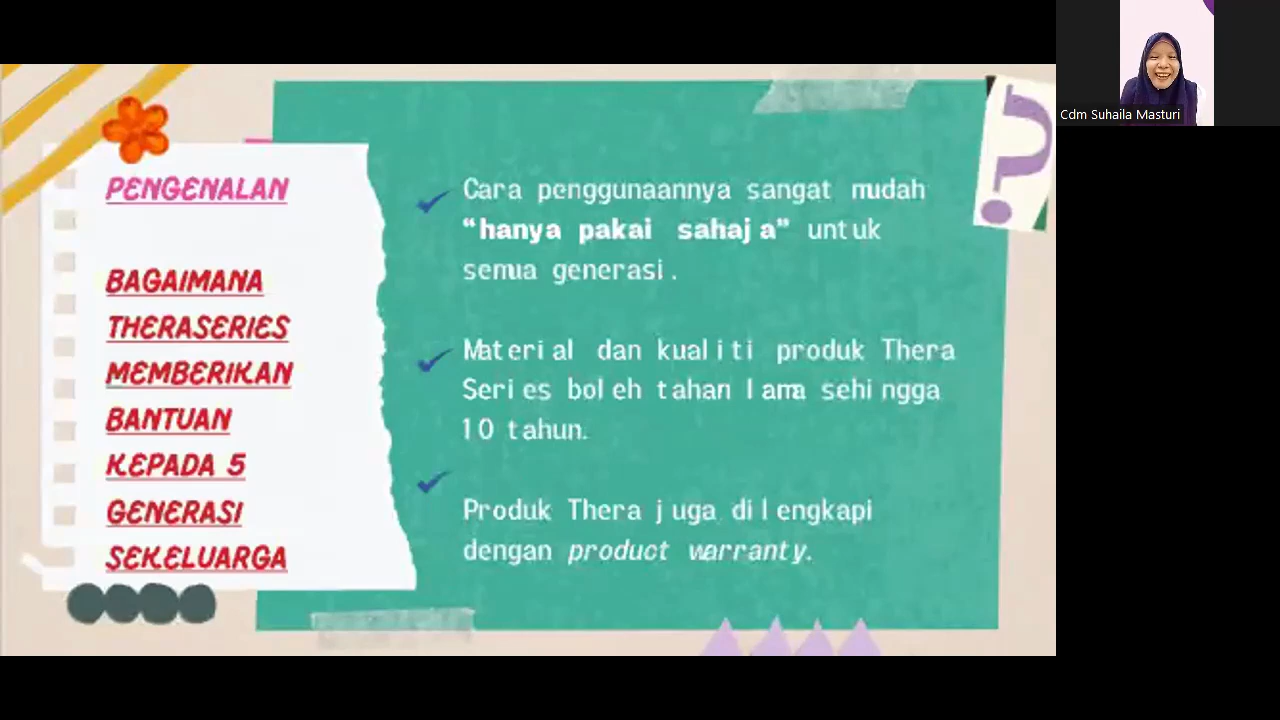 PENGENALAN
BAGAIMANA
THERASERIES
MEMBERIKAN
BANTUAN
KEPADA 5
GENERASI
SEKELUARGA
Cara penggunaannya sangat mudah
“hanya pakai sahaja” untuk
semua generasi.
Material dan kualiti produk Thera
Series boleh tahan lama sehingga
10 tahun.
Produk Thera juga dilengkapi
dengan product warranty.
?
Cdm Suhaila Masturi